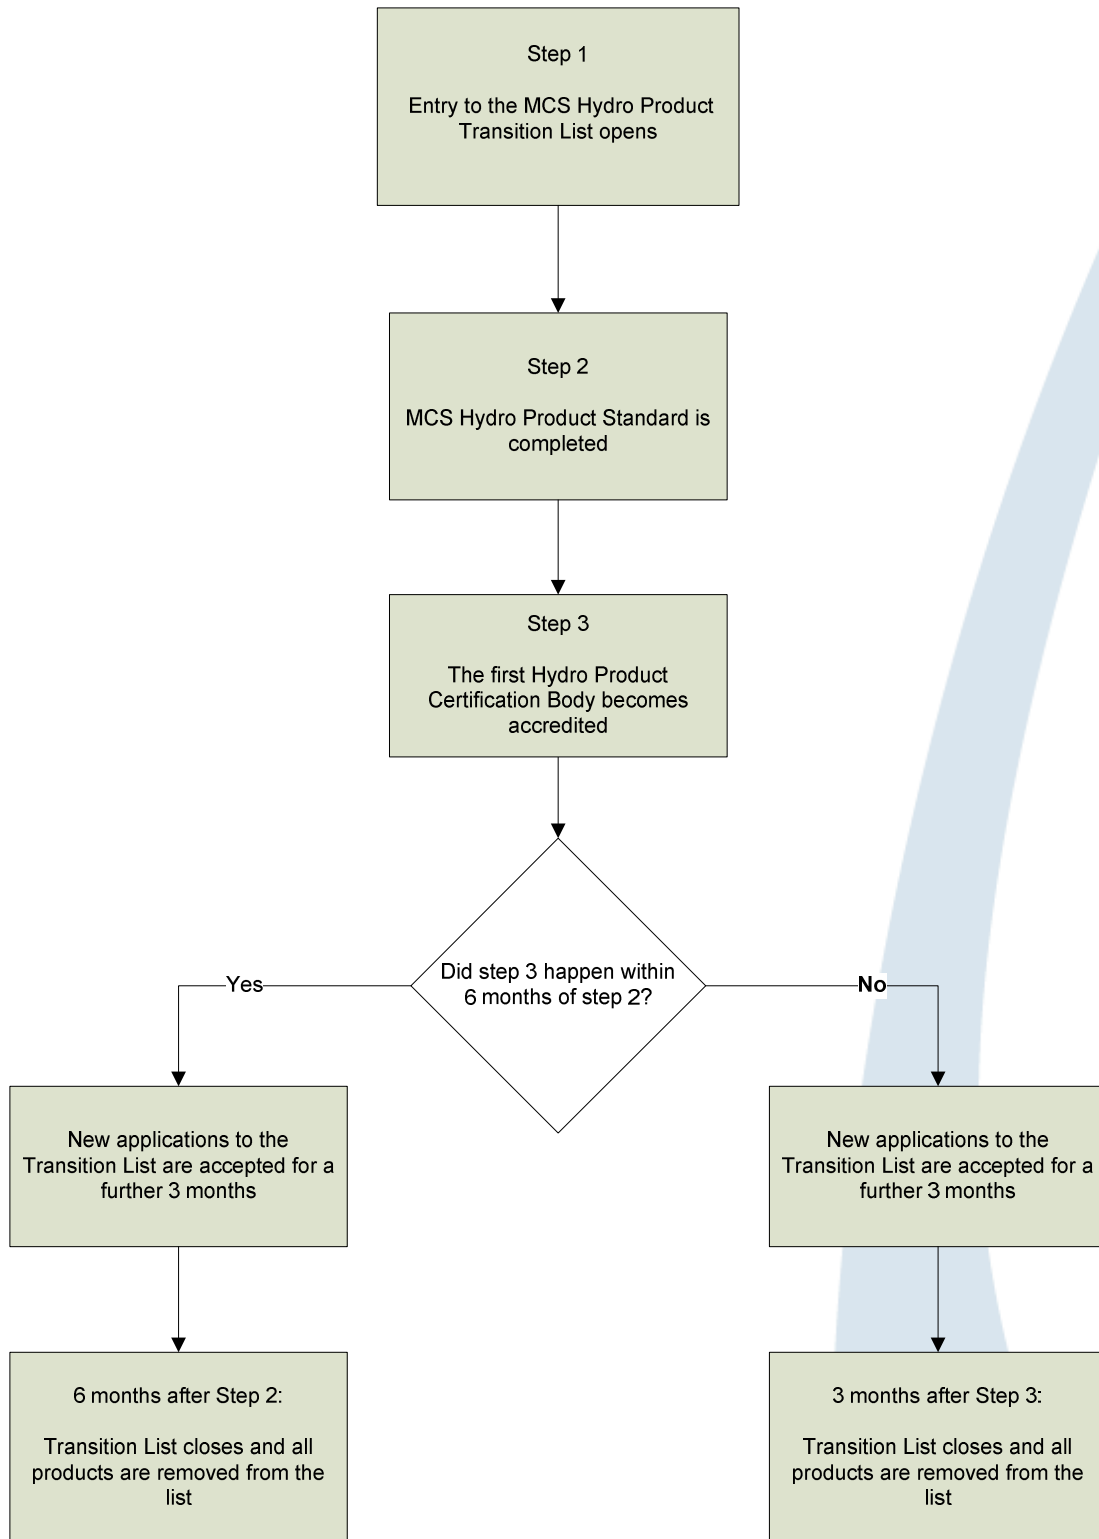 Step 1
Entry to the MCS Hydro Product
Transition List opens
Step 2
MCS Hydro Product Standard is
completed
Step 3
The first Hydro Product
Certification Body becomes
accredited
Did step 3 happen within
6 months of step 2?
Yes
No
New applications to the
Transition List are accepted for a
further 3 months
New applications to the
Transition List are accepted for a
further 3 months
6 months after Step 2:
Transition List closes and all
products are removed from the
list
3 months after Step 3:
Transition List closes and all
products are removed from the
list